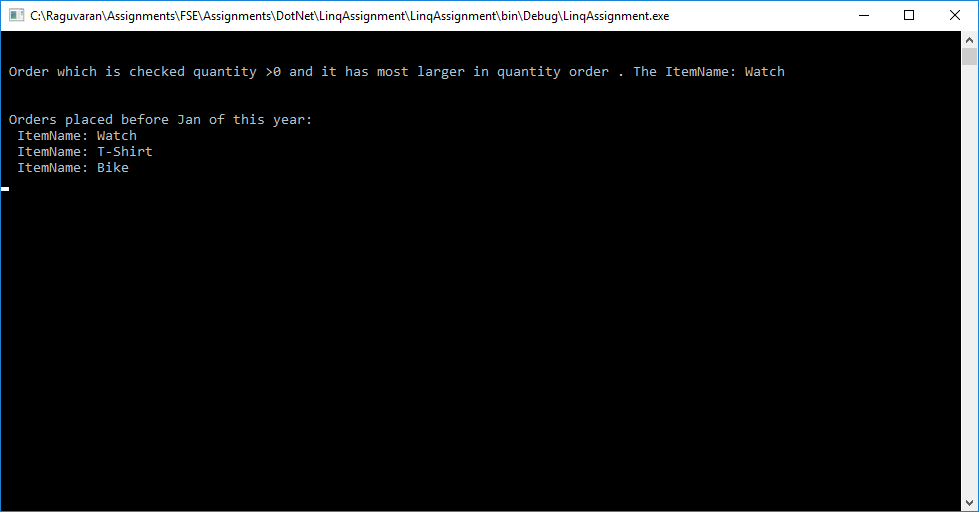 C:\Raguvaran\Assignments\FSE\Assignments\DotNet\LinqAssignment\LinqAssignment\bin\Debug\LinqAssignment.exe
Order which is checked quantity >0 and it has most larger in quantity order . The ItemName: Watch
Orders placed before Jan of this year:
ItemName: Watch
ItemName: T-Shirt
ItemName: Bike